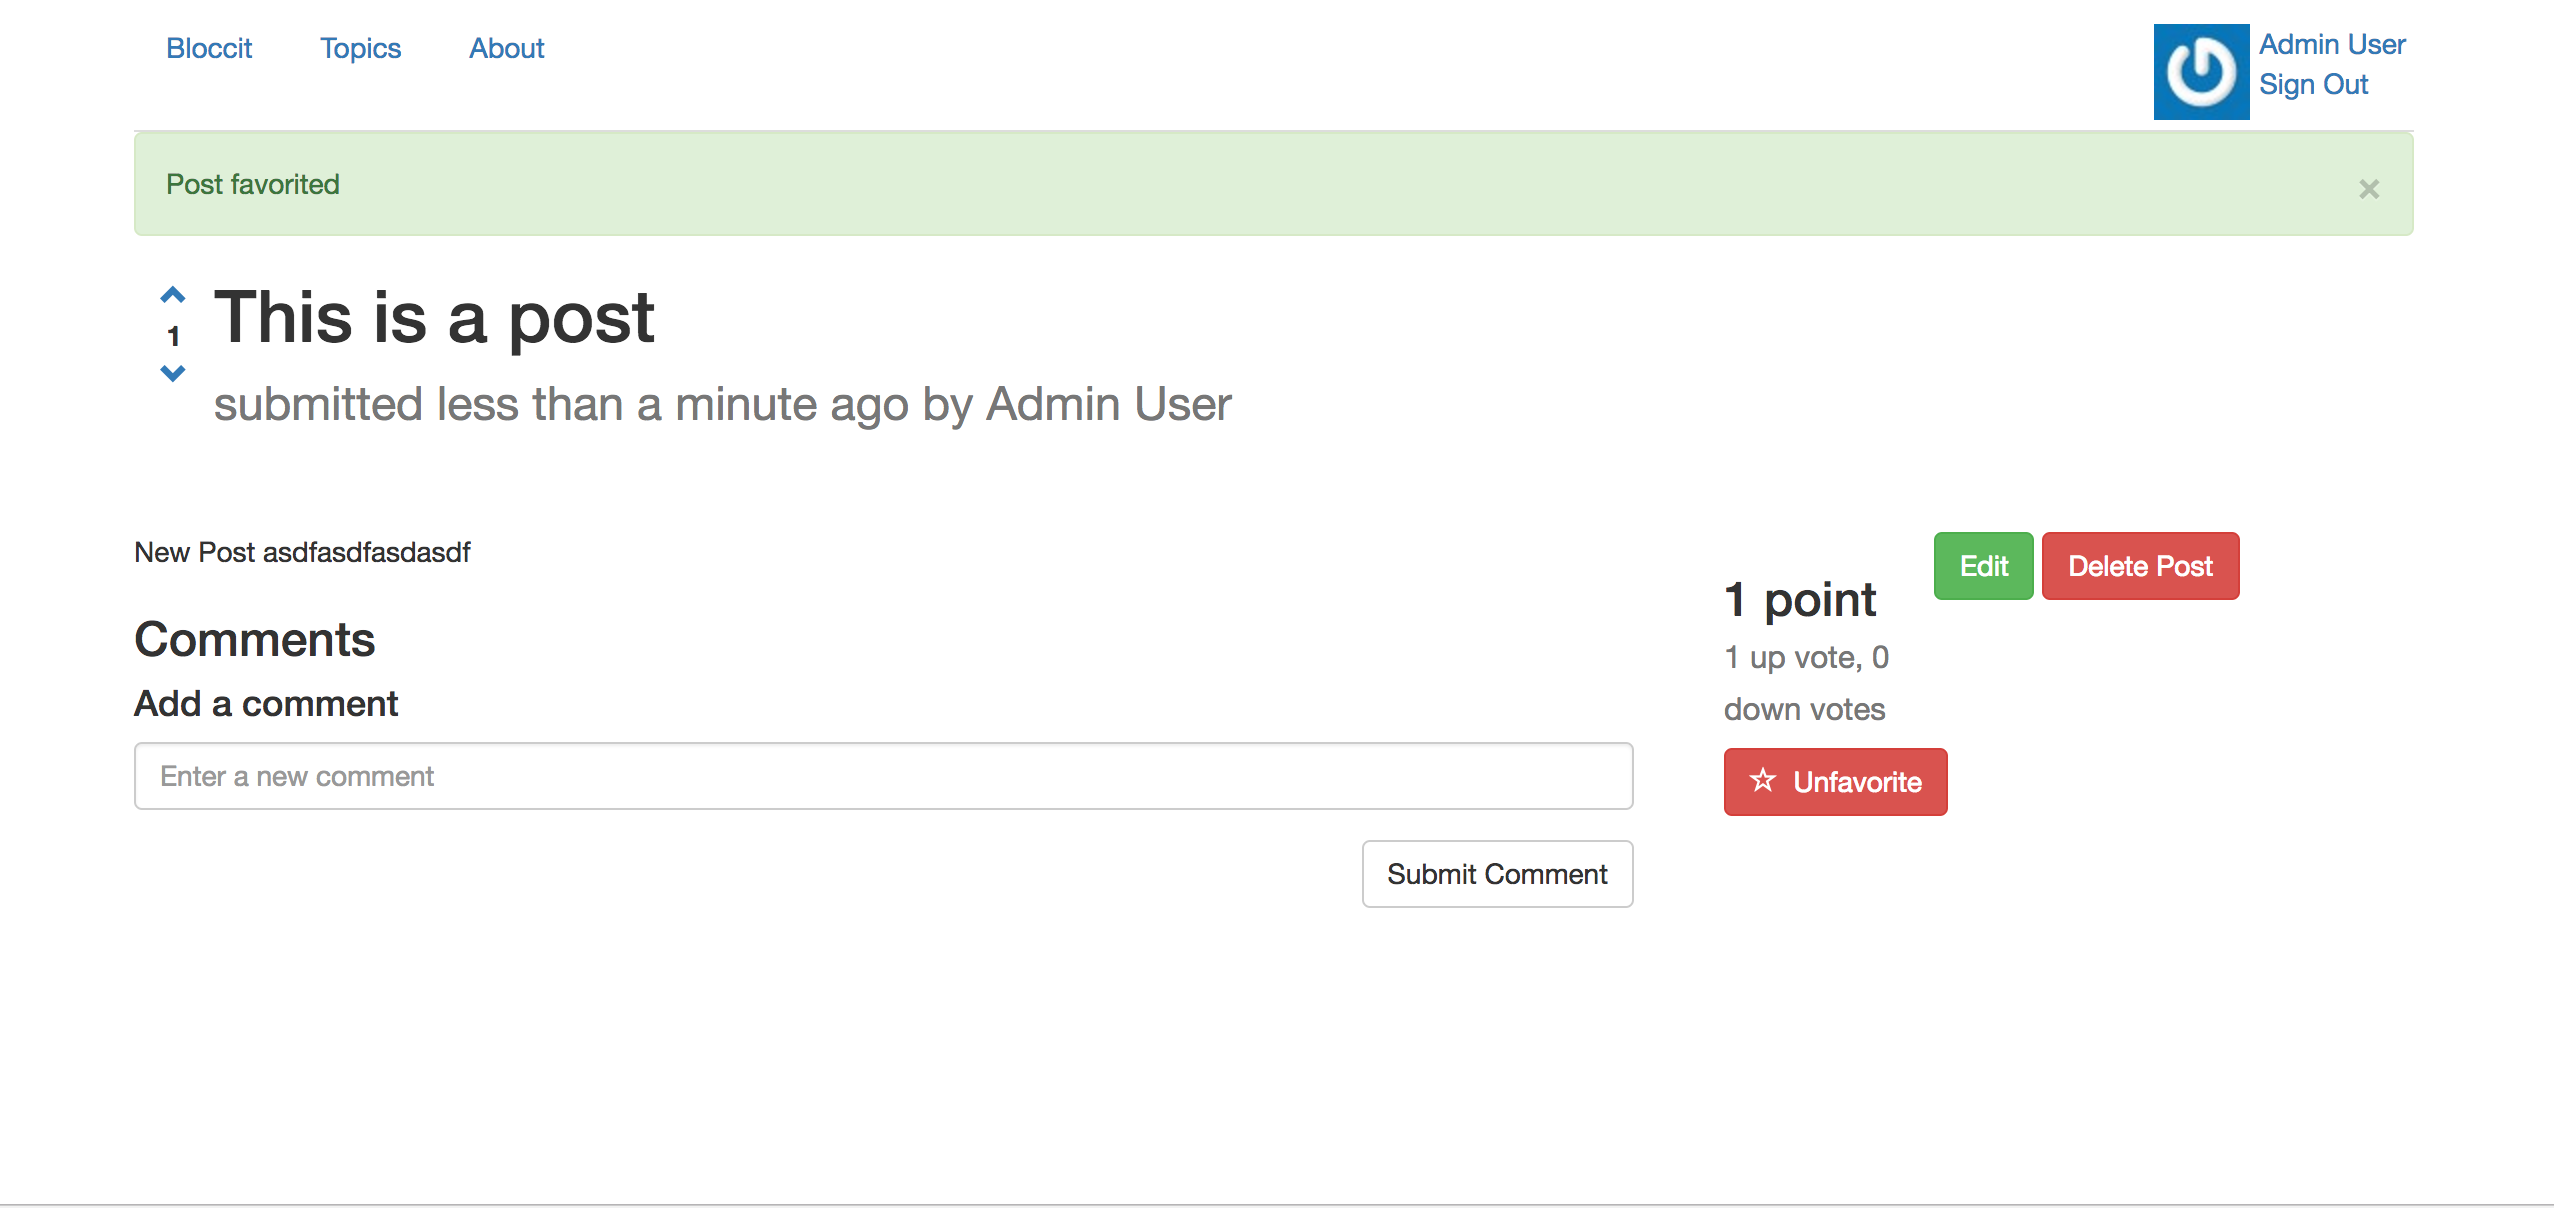 Bloccit Topics About
Admin User
Sign Out
Post favorited ×
This is a post
1
submitted less than a minute ago by Admin User
New Post asdfasdfasdasdf
Comments
Add a comment
Enter a new comment
Submit Comment
1 point
1 up vote, 0
down votes
☆ Unfavorite
Edit Delete Post